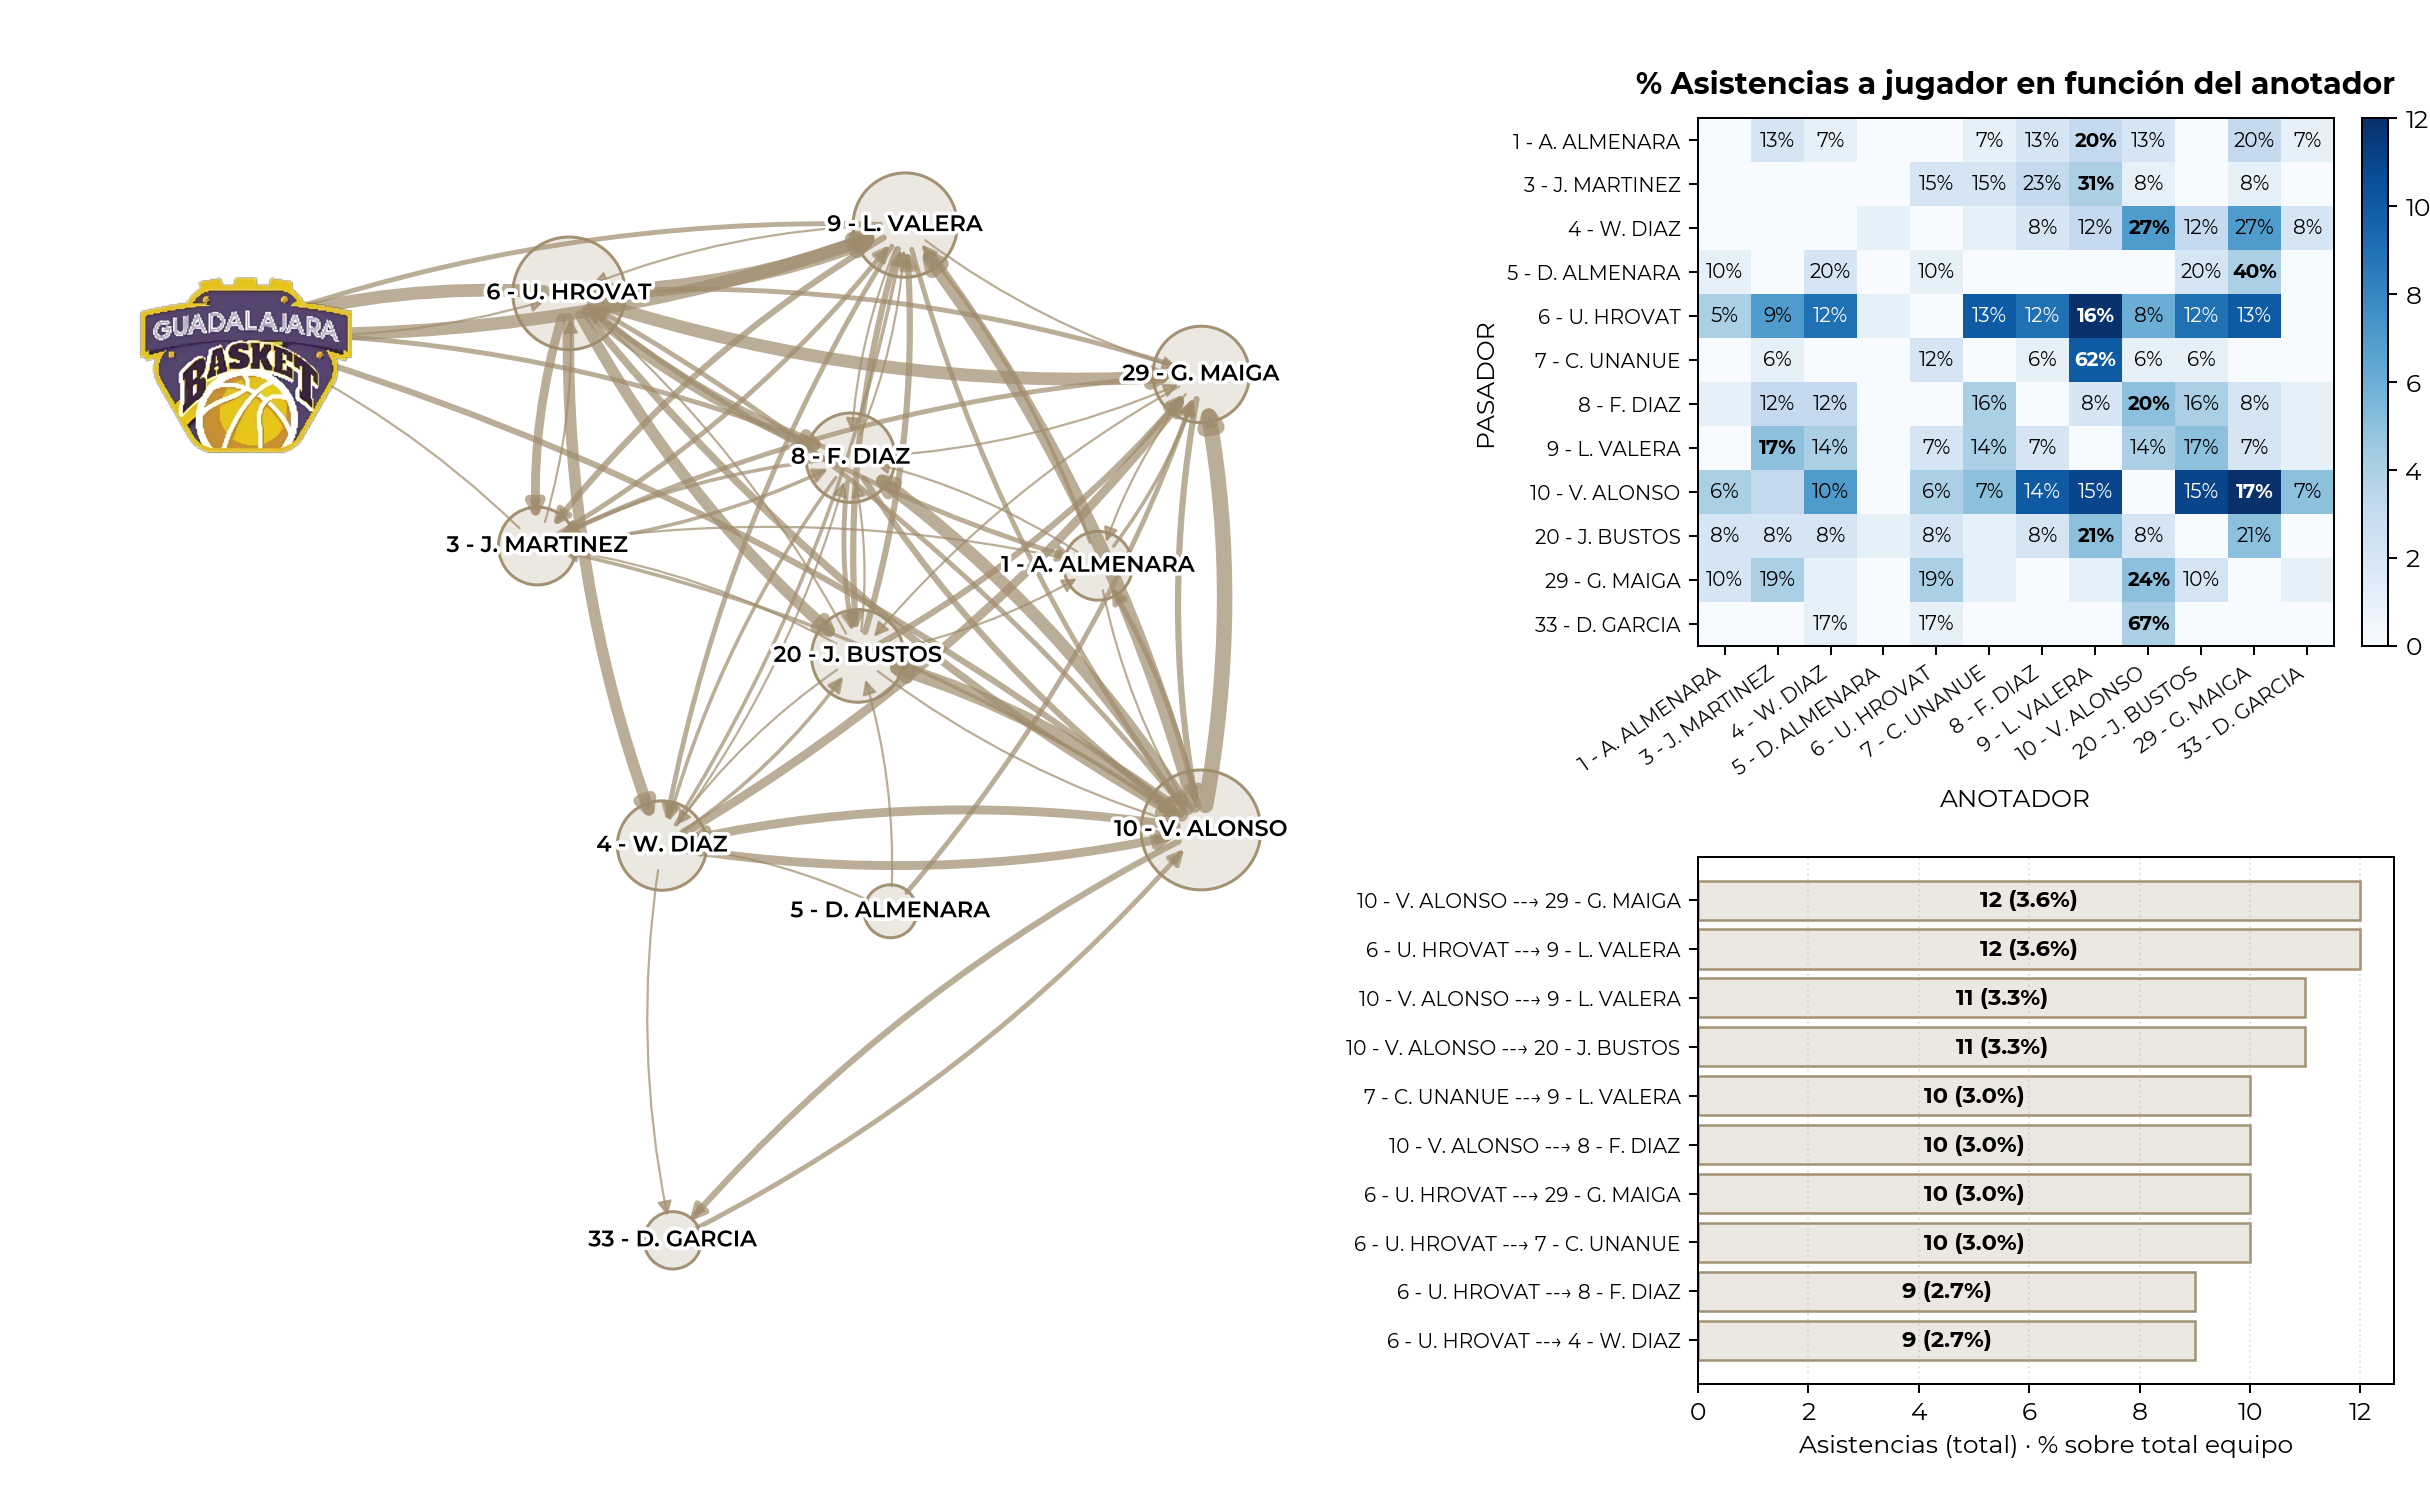 GUADALAJARA
BASKET
9 - L. VALERA
6 - U. HROVAT
29 - G. MAIGA
8 - F. DIAZ
3 - J. MARTINEZ
1 - A. ALMENARA
20 - J. BUSTOS
10 - V. ALONSO
4 - W. DIAZ
5 - D. ALMENARA
33 - D. GARCIA
% Asistencias a jugador en función del anotador
PASADOR
1 - A. ALMENARA 13% 7% 7% 13% 20% 13% 20% 7%
3 - J. MARTINEZ 15% 15% 23% 31% 8% 8%
4 - W. DIAZ 8% 12% 27% 12% 27% 8%
5 - D. ALMENARA 10% 20% 10% 20% 40%
6 - U. HROVAT 5% 9% 12% 13% 12% 16% 8% 12% 13%
7 - C. UNANUE 6% 12% 6% 62% 6% 6%
8 - F. DIAZ 12% 12% 16% 8% 20% 16% 8%
9 - L. VALERA 17% 14% 7% 14% 7% 14% 17% 7%
10 - V. ALONSO 6% 10% 6% 7% 14% 15% 15% 17% 7%
20 - J. BUSTOS 8% 8% 8% 8% 8% 21% 8% 21%
29 - G. MAIGA 10% 19% 19% 24% 10%
33 - D. GARCIA 17% 17% 67%
1 - A. ALMENARA
3 - J. MARTINEZ
4 - W. DIAZ
5 - D. ALMENARA
6 - U. HROVAT
7 - C. UNANUE
8 - F. DIAZ
9 - L. VALERA
10 - V. ALONSO
20 - J. BUSTOS
29 - G. MAIGA
33 - D. GARCIA
ANOTADOR
12
10
8
6
4
2
0
10 - V. ALONSO --→ 29 - G. MAIGA 12 (3.6%)
6 - U. HROVAT --→ 9 - L. VALERA 12 (3.6%)
10 - V. ALONSO --→ 9 - L. VALERA 11 (3.3%)
10 - V. ALONSO --→ 20 - J. BUSTOS 11 (3.3%)
7 - C. UNANUE --→ 9 - L. VALERA 10 (3.0%)
10 - V. ALONSO --→ 8 - F. DIAZ 10 (3.0%)
6 - U. HROVAT --→ 29 - G. MAIGA 10 (3.0%)
6 - U. HROVAT --→ 7 - C. UNANUE 10 (3.0%)
6 - U. HROVAT --→ 8 - F. DIAZ 9 (2.7%)
6 - U. HROVAT --→ 4 - W. DIAZ 9 (2.7%)
0 2 4 6 8 10 12
Asistencias (total) · % sobre total equipo